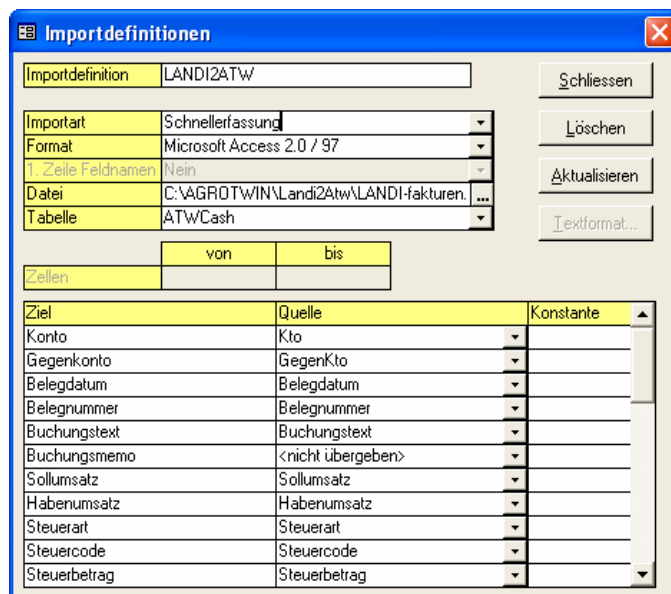 Importdefinitionen
Importdefinition LANDI2ATW
Schliessen
Importart Schnellerfassung
Löschen
Format Microsoft Access 2.0 / 97
1. Zeile Feldnamen Nein
Aktualisieren
Datei C:\AGROTWIN\Landi2Atw\LANDI-fakturen. ...
Tabelle ATWCash
Textformat...
von bis
Zellen
Ziel Quelle Konstante
Konto Kto
Gegenkonto GegenKto
Belegdatum Belegdatum
Belegnummer Belegnummer
Buchungstext Buchungstext
Buchungsmemo <nicht übergeben>
Sollumsatz Sollumsatz
Habenumsatz Habenumsatz
Steuerart Steuerart
Steuercode Steuercode
Steuerbetrag Steuerbetrag